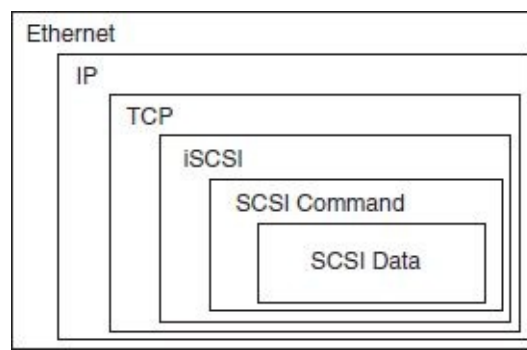 Ethernet
IP
TCP
iSCSI
SCSI Command
SCSI Data